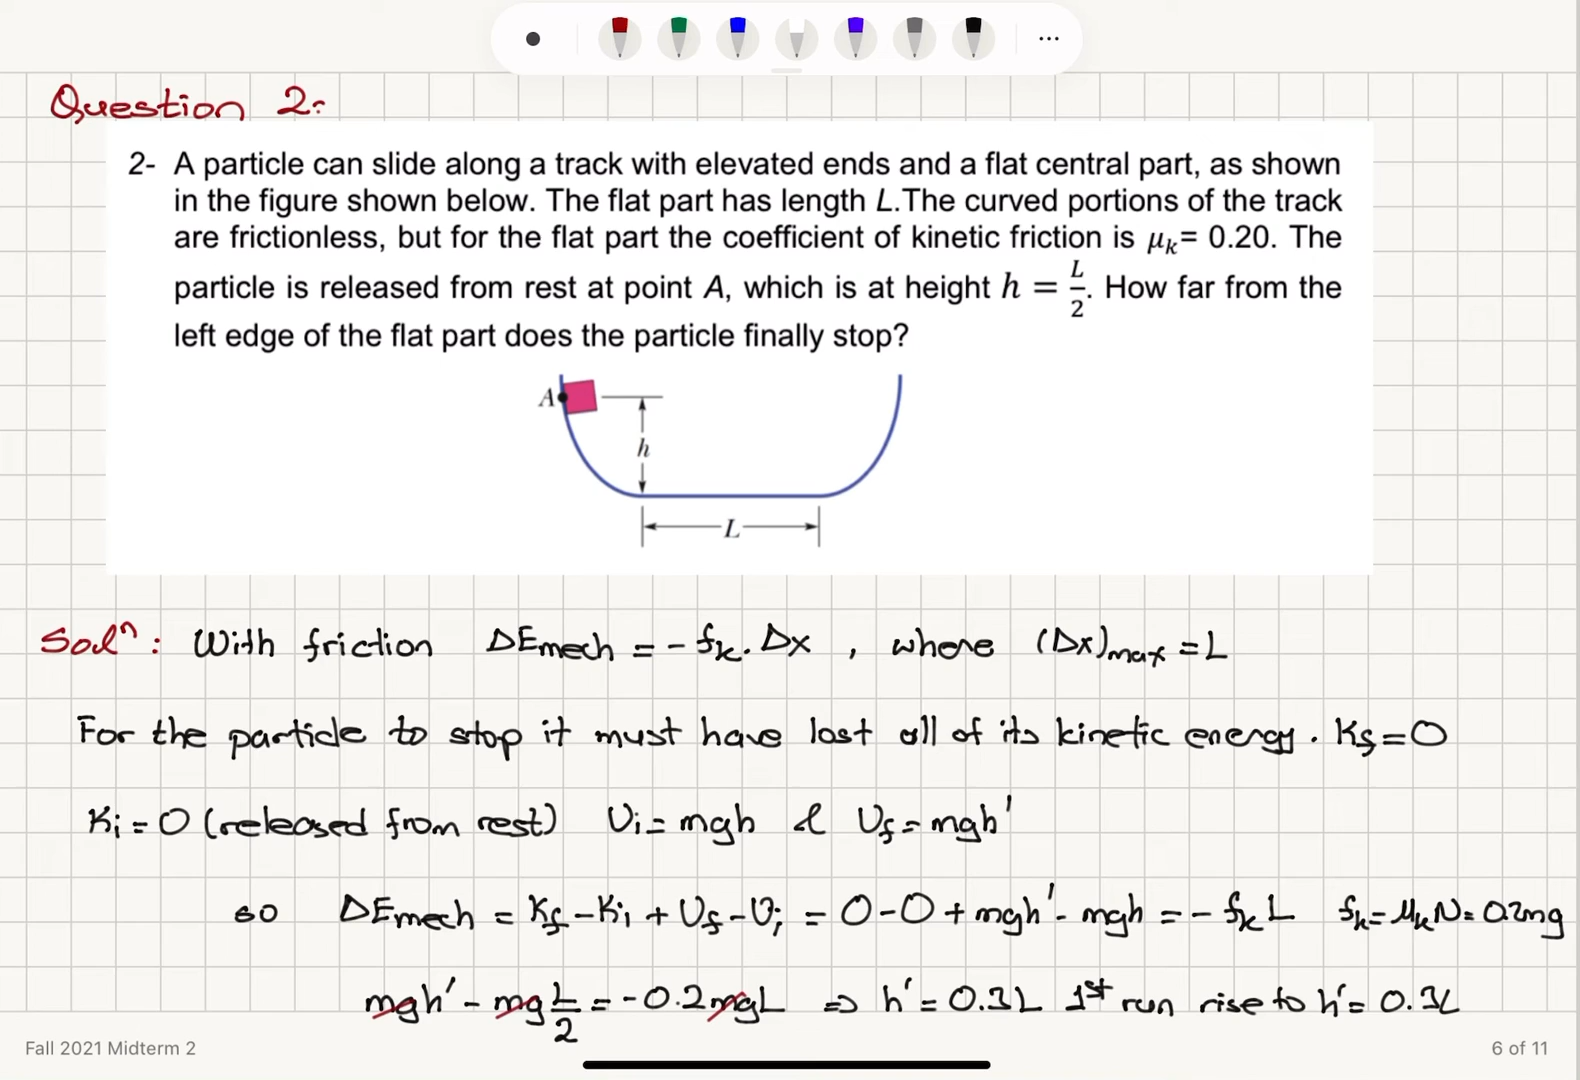 Question 2:
2- A particle can slide along a track with elevated ends and a flat central part, as shown
in the figure shown below. The flat part has length L.The curved portions of the track
are frictionless, but for the flat part the coefficient of kinetic friction is μk= 0.20. The
particle is released from rest at point A, which is at height h = L/2. How far from the
left edge of the flat part does the particle finally stop?
A
h
L
Solⁿ: With friction ΔEmech = - fk. Δx , where (Δx)max = L
For the particle to stop it must have lost all of its kinetic energy. Kf=0
Ki = 0 (released from rest) Ui = mgh & Uf = mgh'
so ΔEmech = Kf - Ki + Uf - Ui = 0-0 + mgh' - mgh = - fk L fk = μkN = 0.2mg
mgh' - mg L/2 = -0.2mgL ⇒ h' = 0.3L 1st run rise to h' = 0.3L
Fall 2021 Midterm 2
6 of 11